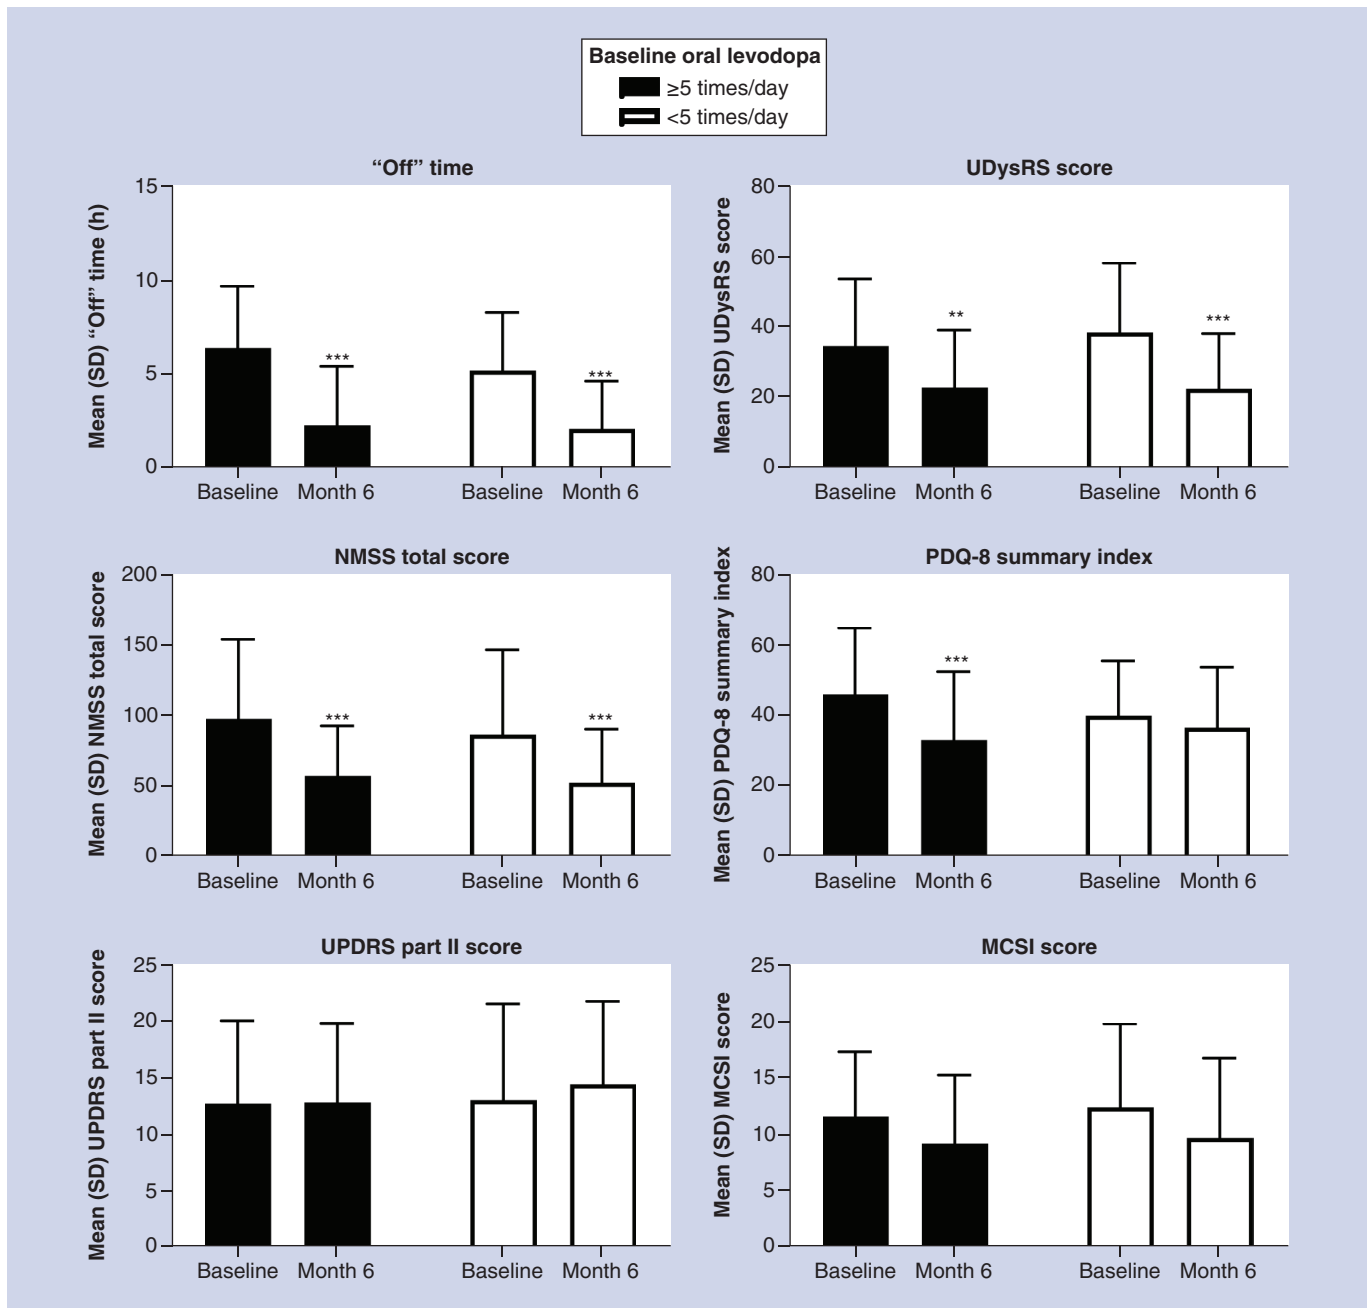 Baseline oral levodopa
≥5 times/day
<5 times/day
“Off” time
Mean (SD) “Off” time (h)
15
10
5
0
***
***
Baseline Month 6 Baseline Month 6
UDysRS score
Mean (SD) UDysRS score
80
60
40
20
0
**
***
Baseline Month 6 Baseline Month 6
NMSS total score
Mean (SD) NMSS total score
200
150
100
50
0
***
***
Baseline Month 6 Baseline Month 6
PDQ-8 summary index
Mean (SD) PDQ-8 summary index
80
60
40
20
0
***
Baseline Month 6 Baseline Month 6
UPDRS part II score
Mean (SD) UPDRS part II score
25
20
15
10
5
0
Baseline Month 6 Baseline Month 6
MCSI score
Mean (SD) MCSI score
25
20
15
10
5
0
Baseline Month 6 Baseline Month 6